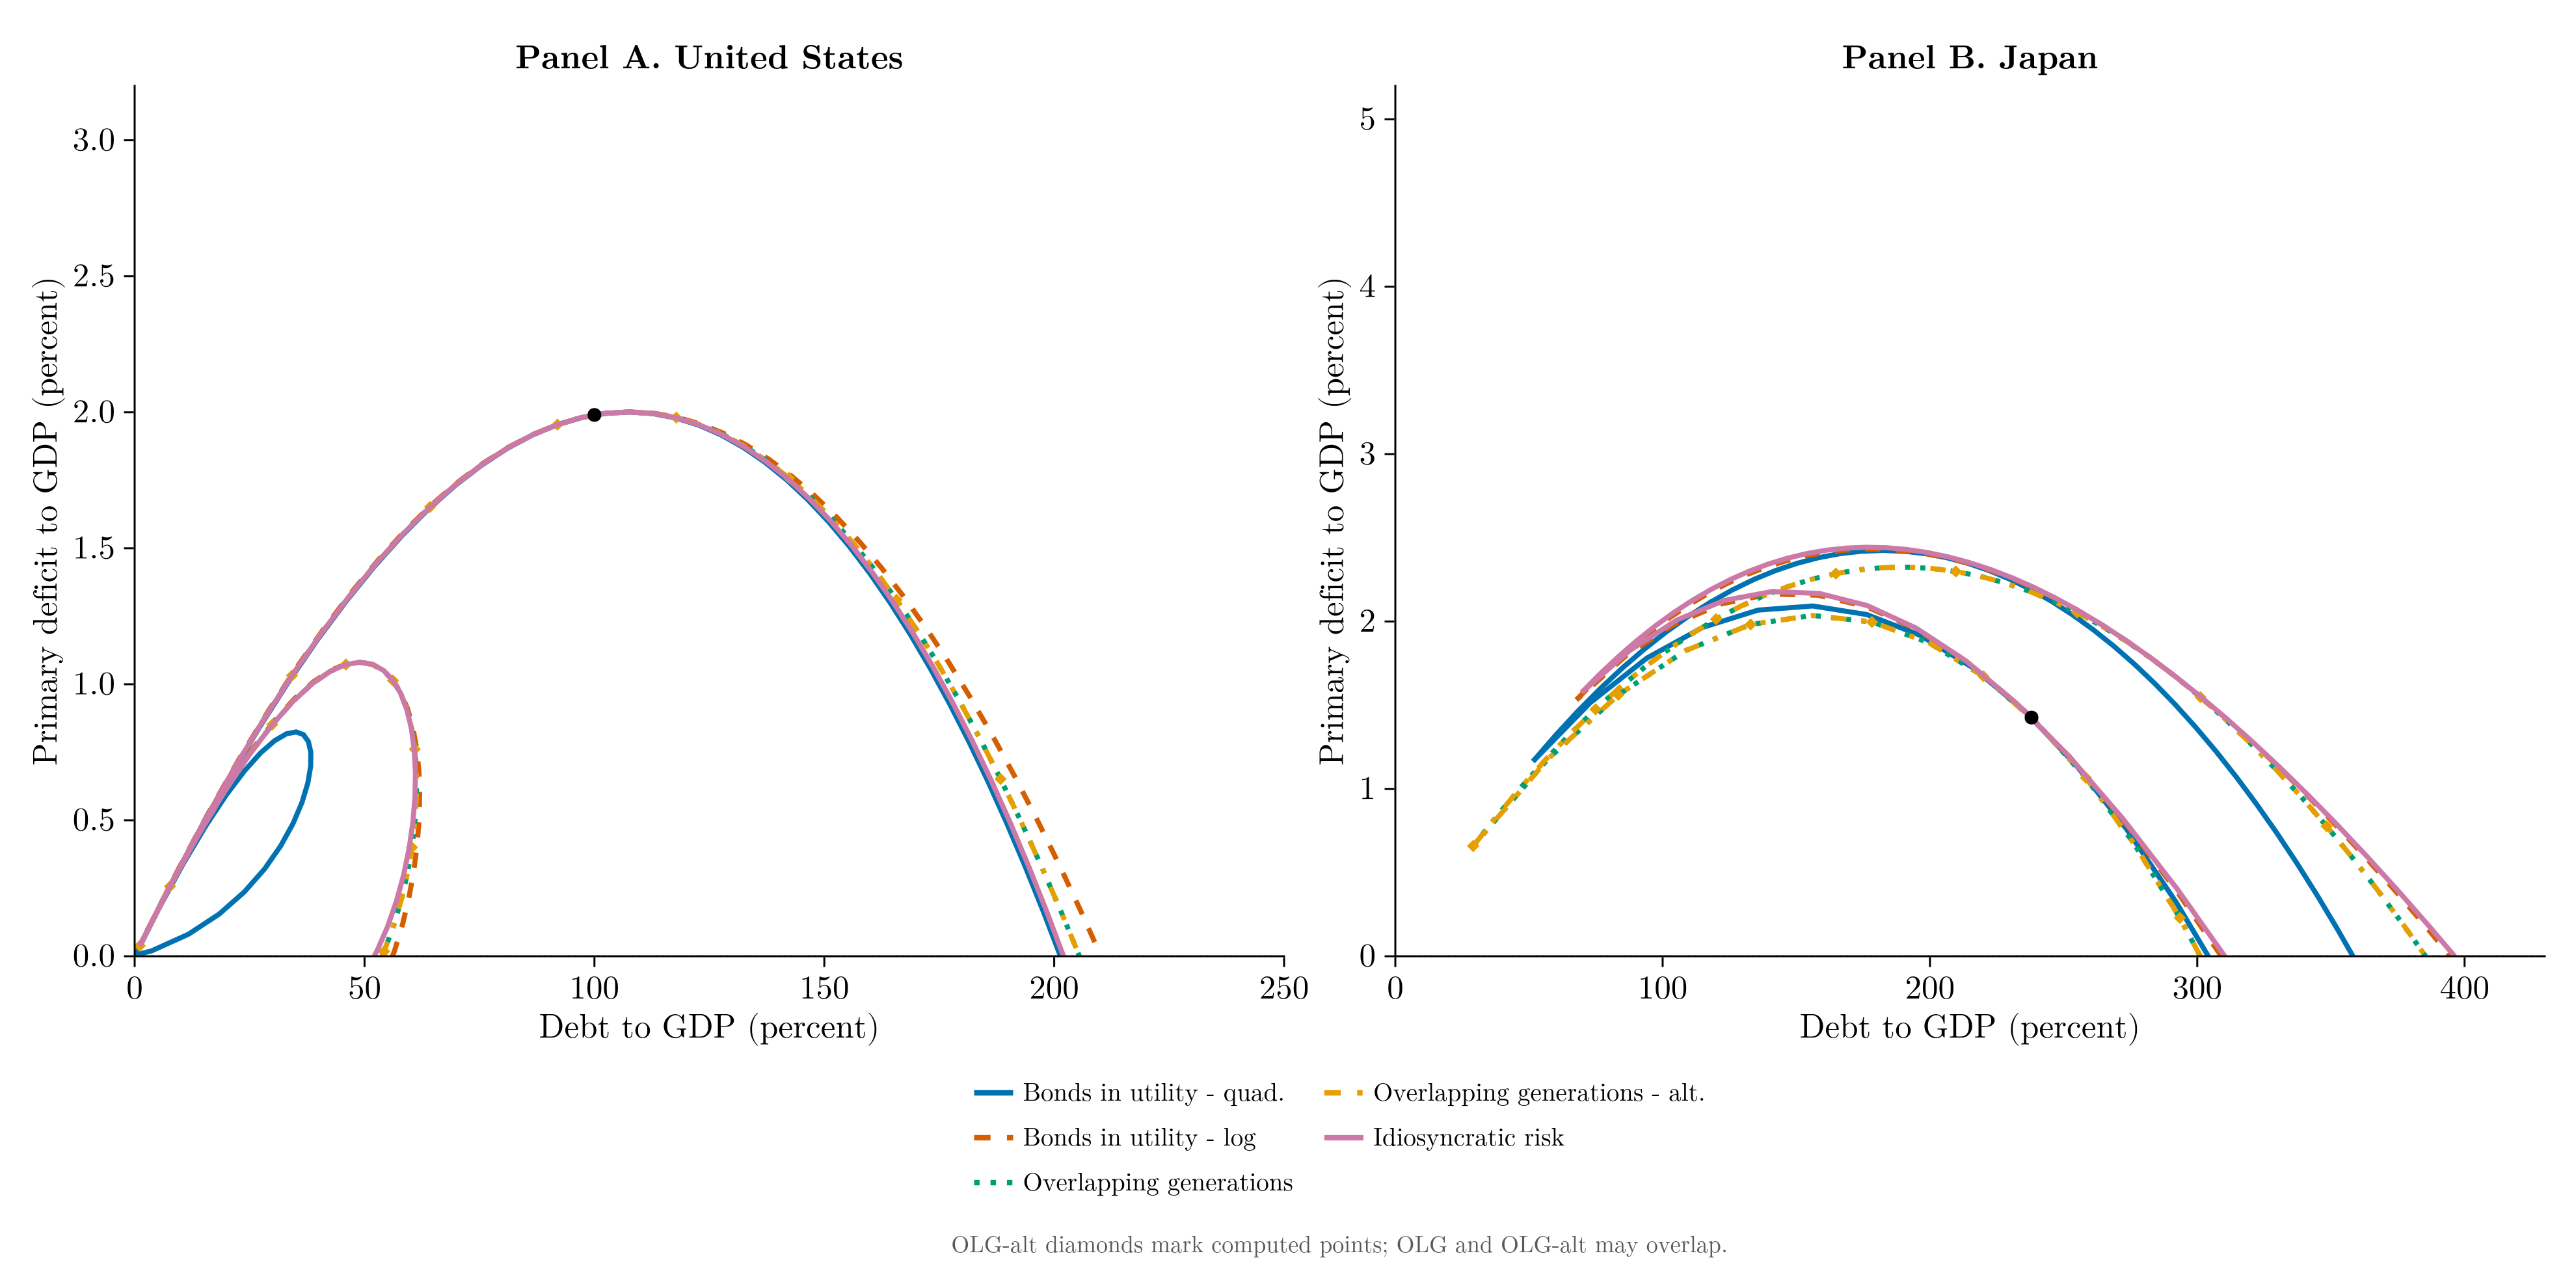 Panel A. United States
Primary deficit to GDP (percent)
3.0
2.5
2.0
1.5
1.0
0.5
0.0
0 50 100 150 200 250
Debt to GDP (percent)
Panel B. Japan
Primary deficit to GDP (percent)
5
4
3
2
1
0
0 100 200 300 400
Debt to GDP (percent)
Bonds in utility - quad.
Bonds in utility - log
Overlapping generations
Overlapping generations - alt.
Idiosyncratic risk
OLG-alt diamonds mark computed points; OLG and OLG-alt may overlap.